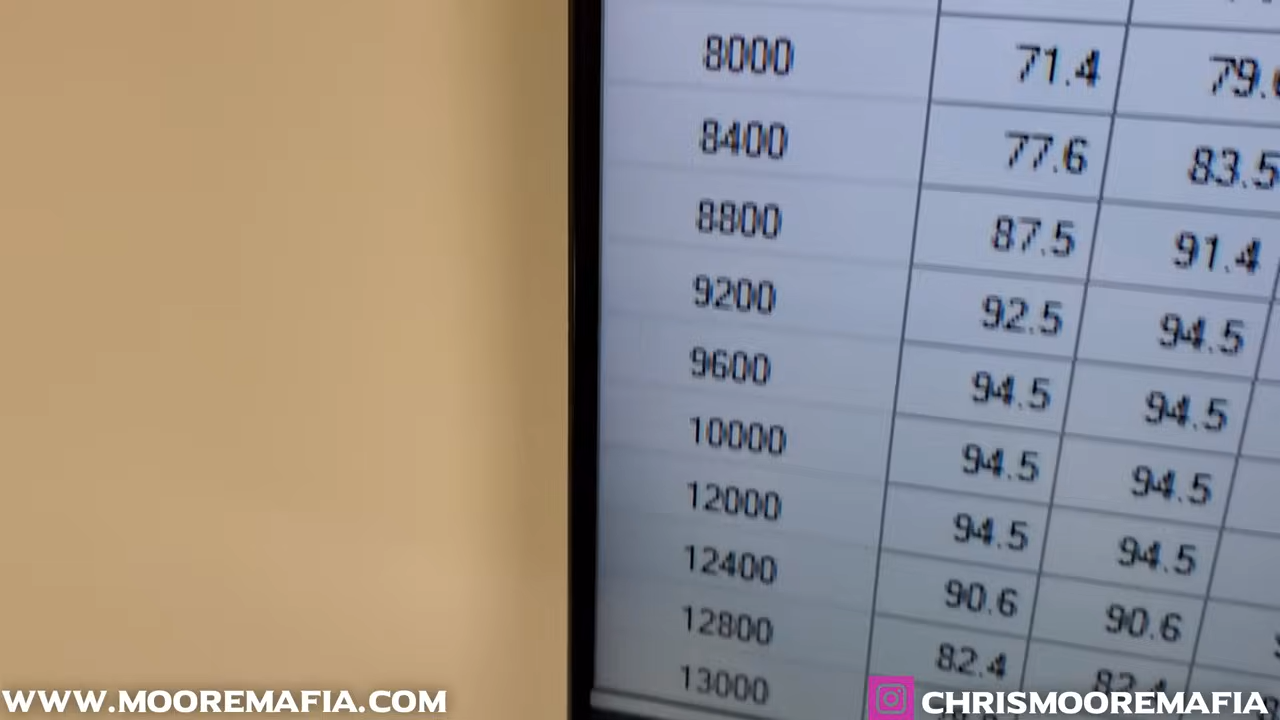 8000 71.4
8400 77.6 83.5
8800 87.5 91.4
9200 92.5 94.5
9600 94.5 94.5
10000 94.5 94.5
12000 94.5 94.5
12400 90.6 90.6
12800 82.4
13000
WWW.MOOREMAFIA.COM
CHRISMOOREMAFIA